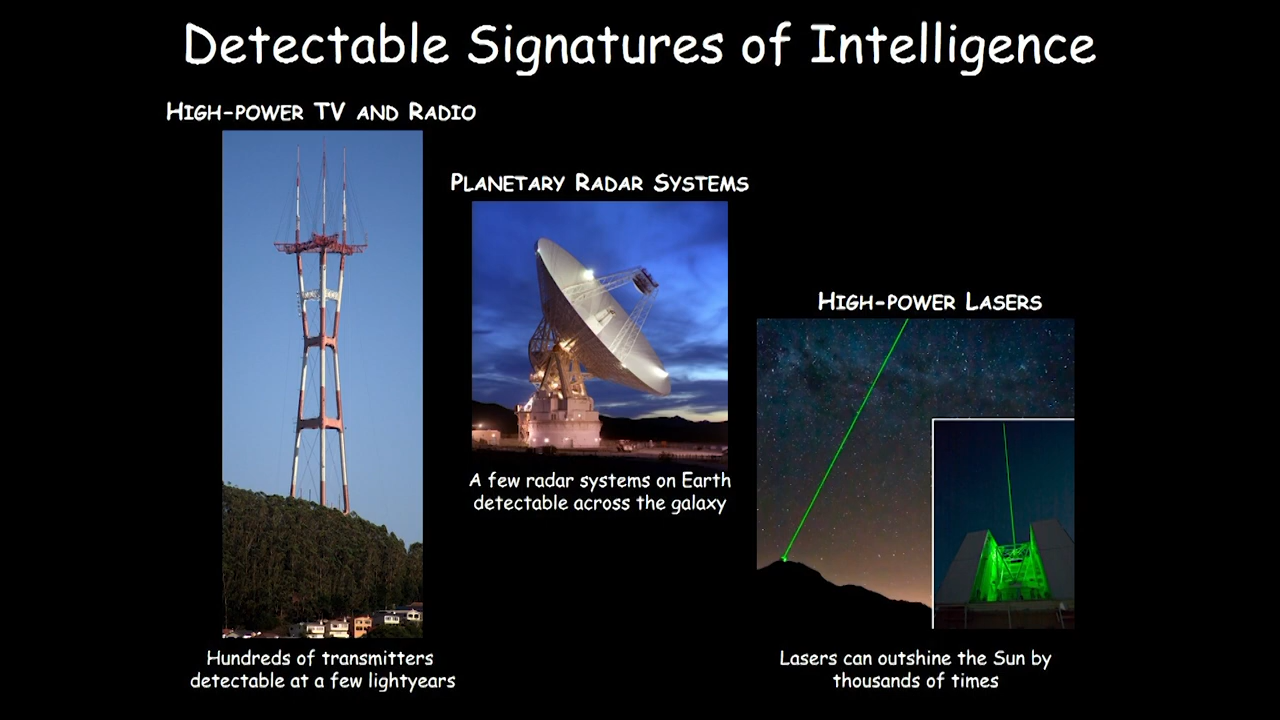 Detectable Signatures of Intelligence
High-power TV and Radio
Planetary Radar Systems
High-power Lasers
A few radar systems on Earth
detectable across the galaxy
Hundreds of transmitters
detectable at a few lightyears
Lasers can outshine the Sun by
thousands of times